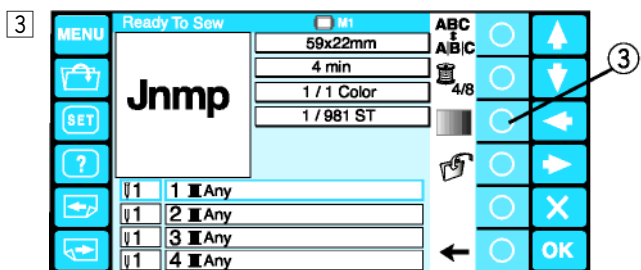 3
MENU
Ready To Sew
M1
ABC
A|B|C
59x22mm
4 min
4/8
Jnmp
1 / 1 Color
3
SET
1 / 981 ST
?
1 1 Any
1 2 Any
1 3 Any
1 4 Any
OK